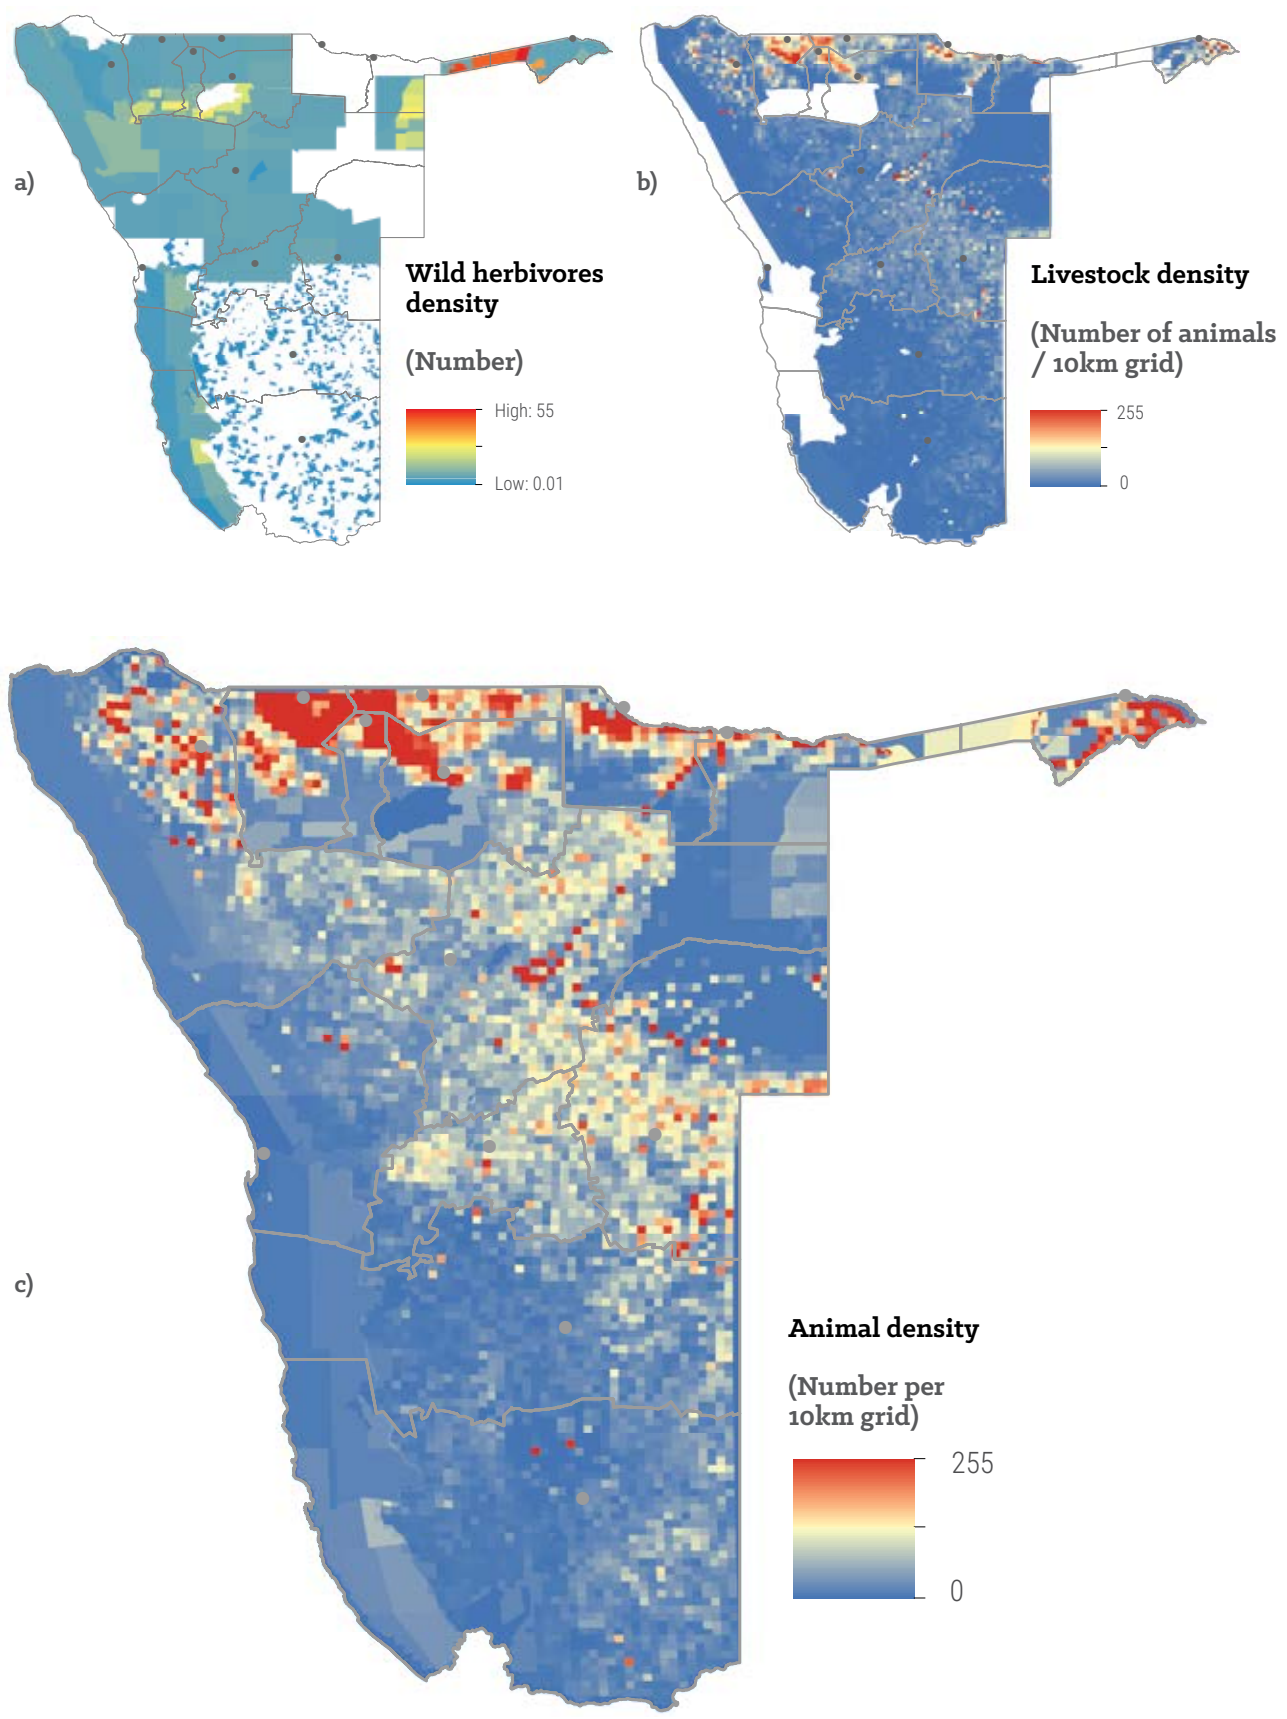 a)
Wild herbivores
density
(Number)
High: 55
Low: 0.01
b)
Livestock density
(Number of animals
/ 10km grid)
255
0
c)
Animal density
(Number per
10km grid)
255
0